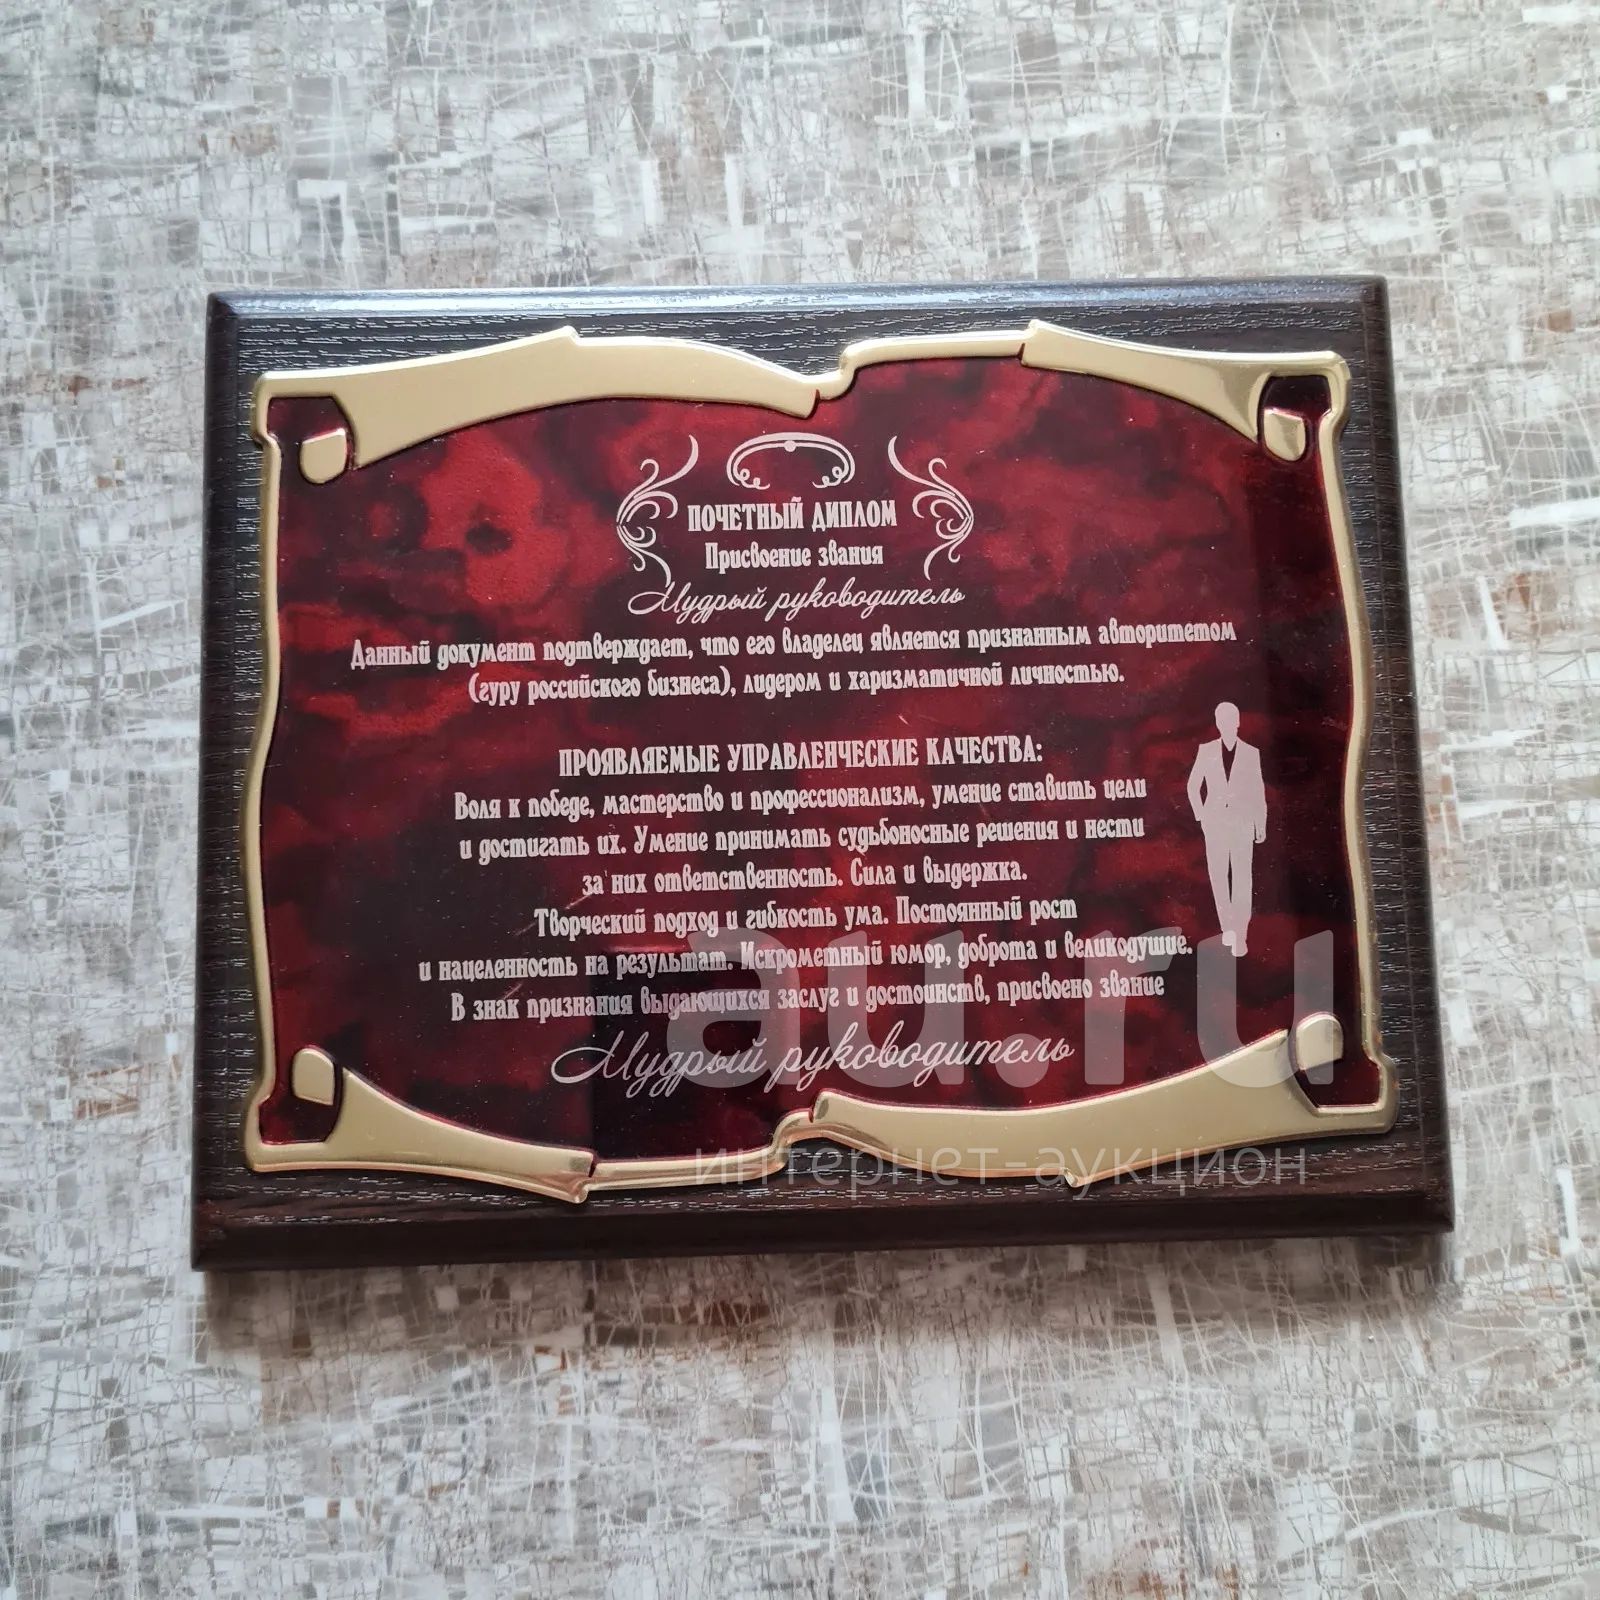 ПОЧЕТНЫЙ ДИПЛОМ
Присвоение звания
Мудрый руководитель
Данный документ подтверждает, что его владелец является признанным авторитетом
(гуру российского бизнеса), лидером и харизматичной личностью.
ПРОЯВЛЯЕМЫЕ УПРАВЛЕНЧЕСКИЕ КАЧЕСТВА:
Воля к победе, мастерство и профессионализм, умение ставить цели
и достигать их. Умение принимать судьбоносные решения и нести
за них ответственность. Сила и выдержка.
Творческий подход и гибкость ума. Постоянный рост
и нацеленность на результат. Искрометный юмор, доброта и великодушие.
В знак признания выдающихся заслуг и достоинств, присвоено звание
Мудрый руководитель
au.ru
интернет-аукцион